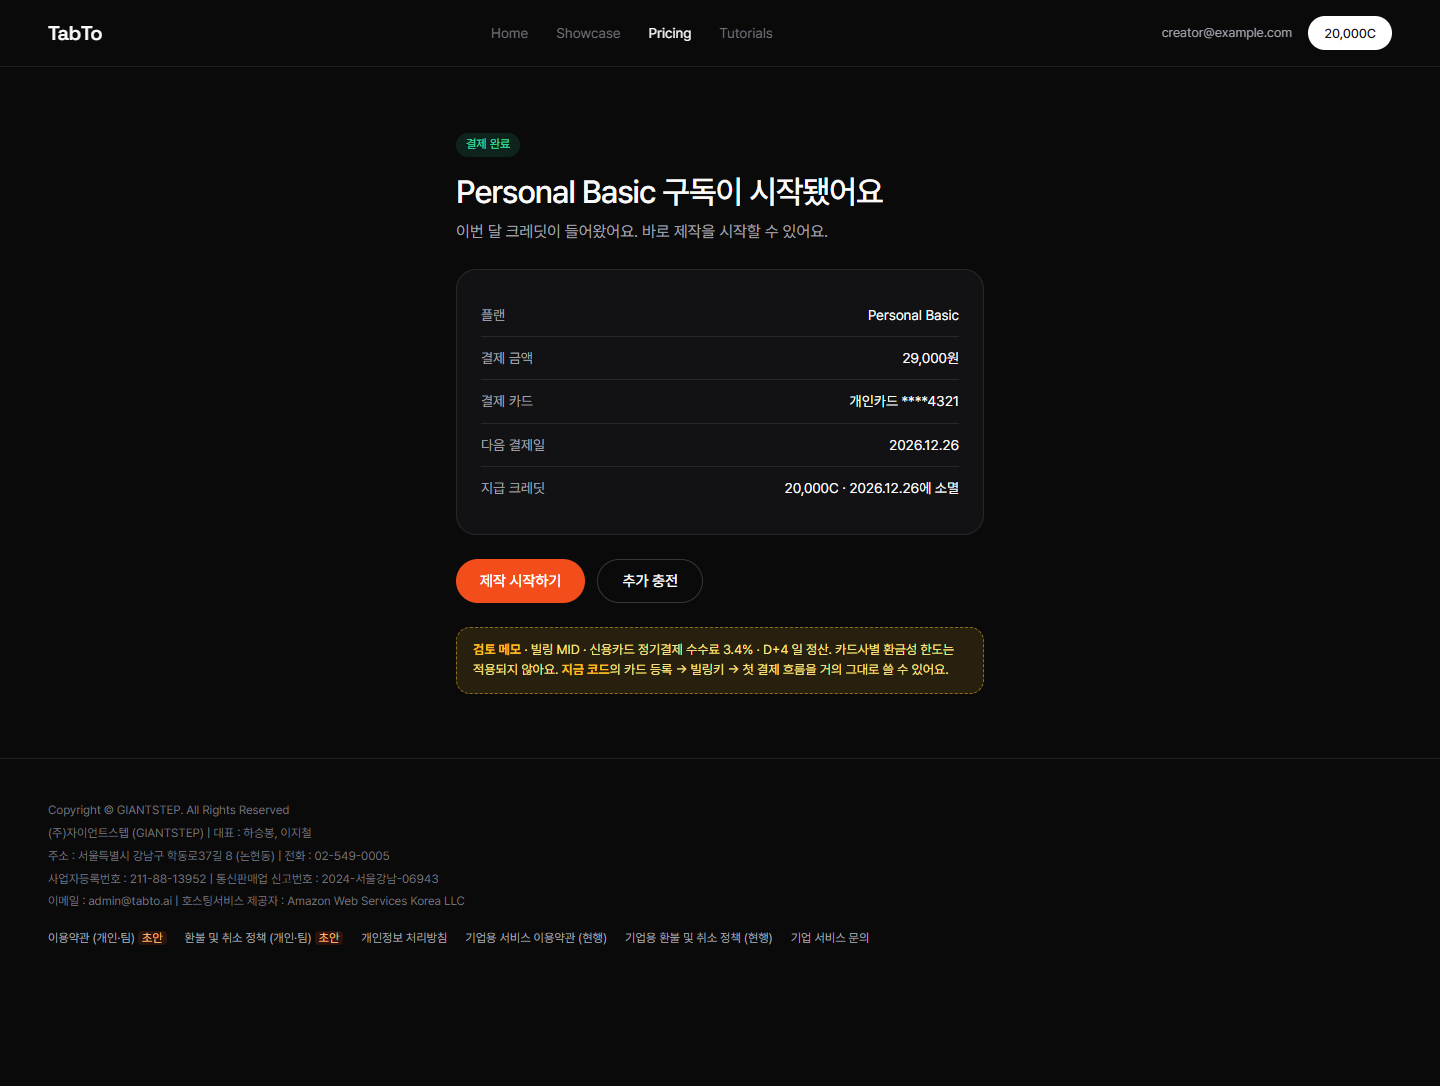 TabTo
Home Showcase Pricing Tutorials
creator@example.com 20,000C
결제 완료
Personal Basic 구독이 시작됐어요
이번 달 크레딧이 들어왔어요. 바로 제작을 시작할 수 있어요.
플랜 Personal Basic
결제 금액 29,000원
결제 카드 개인카드 ****4321
다음 결제일 2026.12.26
지급 크레딧 20,000C · 2026.12.26에 소멸
제작 시작하기 추가 충전
검토 메모 · 빌링 MID · 신용카드 정기결제 수수료 3.4% · D+4 일 정산. 카드사별 환금성 한도는
적용되지 않아요. 지금 코드의 카드 등록 → 빌링키 → 첫 결제 흐름을 거의 그대로 쓸 수 있어요.
Copyright © GIANTSTEP. All Rights Reserved
(주)자이언트스텝 (GIANTSTEP) | 대표 : 하승봉, 이지철
주소 : 서울특별시 강남구 학동로37길 8 (논현동) | 전화 : 02-549-0005
사업자등록번호 : 211-88-13952 | 통신판매업 신고번호 : 2024-서울강남-06943
이메일 : admin@tabto.ai | 호스팅서비스 제공자 : Amazon Web Services Korea LLC
이용약관 (개인·팀) 초안 환불 및 취소 정책 (개인·팀) 초안 개인정보 처리방침 기업용 서비스 이용약관 (현행) 기업용 환불 및 취소 정책 (현행) 기업 서비스 문의